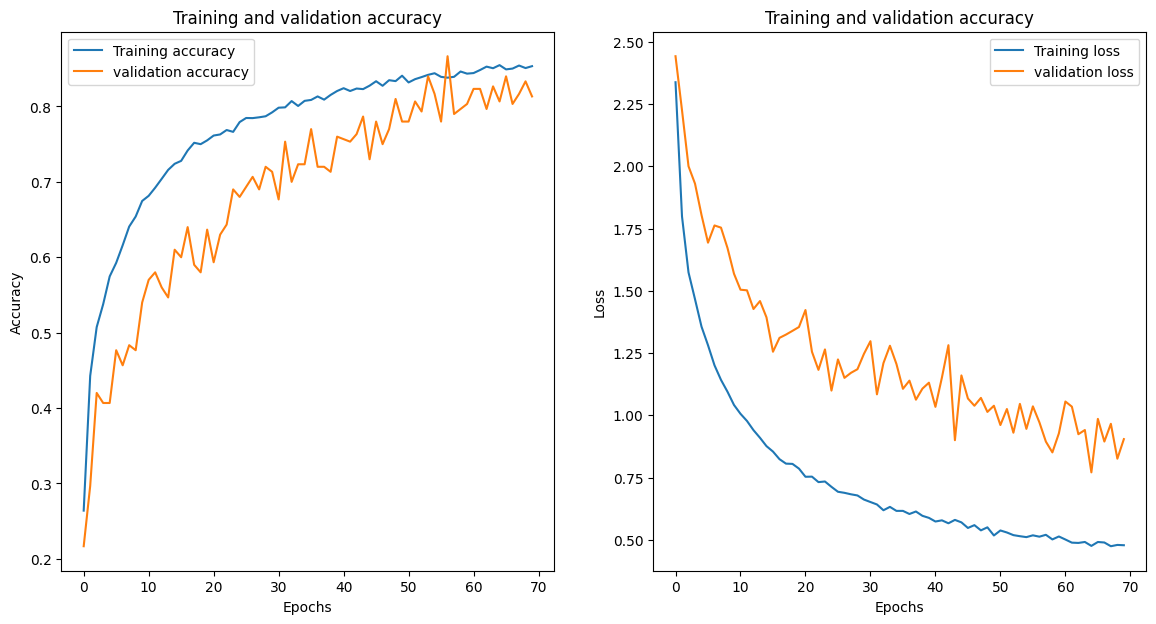 Training and validation accuracy
Training accuracy
validation accuracy
0.8
0.7
0.6
0.5
0.4
0.3
0.2
Accuracy
0 10 20 30 40 50 60 70
Epochs
Training and validation accuracy
Training loss
validation loss
2.50
2.25
2.00
1.75
1.50
1.25
1.00
0.75
0.50
Loss
0 10 20 30 40 50 60 70
Epochs